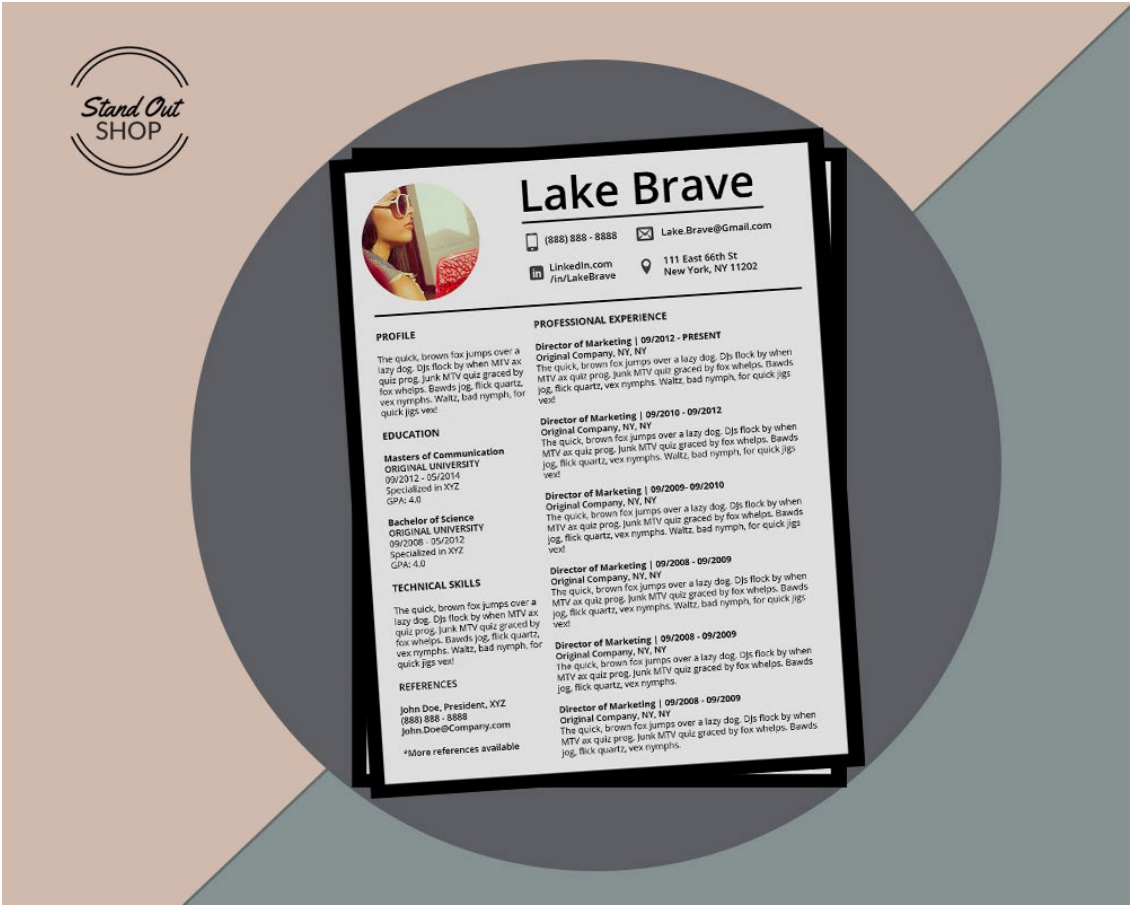 Stand Out
SHOP
Lake Brave
(888) 888 - 8888
Lake.Brave@Gmail.com
LinkedIn.com
/in/LakeBrave
111 East 66th St
New York, NY 11202
PROFILE
The quick, brown fox jumps over a
lazy dog. DJs flock by when MTV ax
quiz prog. Junk MTV quiz graced by
fox whelps. Bawds jog, flick quartz,
vex nymphs. Waltz, bad nymph, for
quick jigs vex!
EDUCATION
Masters of Communication
ORIGINAL UNIVERSITY
09/2012 - 05/2014
Specialized in XYZ
GPA: 4.0
Bachelor of Science
ORIGINAL UNIVERSITY
09/2008 - 05/2012
Specialized in XYZ
GPA: 4.0
TECHNICAL SKILLS
The quick, brown fox jumps over a
lazy dog. DJs flock by when MTV ax
quiz prog. Junk MTV quiz graced by
fox whelps. Bawds jog, flick quartz,
vex nymphs. Waltz, bad nymph, for
quick jigs vex!
REFERENCES
John Doe, President, XYZ
(888) 888 - 8888
John.Doe@Company.com
*More references available
PROFESSIONAL EXPERIENCE
Director of Marketing | 09/2012 - PRESENT
Original Company, NY, NY
The quick, brown fox jumps over a lazy dog. DJs flock by when
MTV ax quiz prog. Junk MTV quiz graced by fox whelps. Bawds
jog, flick quartz, vex nymphs. Waltz, bad nymph, for quick jigs
vex!
Director of Marketing | 09/2010 - 09/2012
Original Company, NY, NY
The quick, brown fox jumps over a lazy dog. DJs flock by when
MTV ax quiz prog. Junk MTV quiz graced by fox whelps. Bawds
jog, flick quartz, vex nymphs. Waltz, bad nymph, for quick jigs
vex!
Director of Marketing | 09/2009- 09/2010
Original Company, NY, NY
The quick, brown fox jumps over a lazy dog. DJs flock by when
MTV ax quiz prog. Junk MTV quiz graced by fox whelps. Bawds
jog, flick quartz, vex nymphs. Waltz, bad nymph, for quick jigs
vex!
Director of Marketing | 09/2008 - 09/2009
Original Company, NY, NY
The quick, brown fox jumps over a lazy dog. DJs flock by when
MTV ax quiz prog. Junk MTV quiz graced by fox whelps. Bawds
jog, flick quartz, vex nymphs. Waltz, bad nymph, for quick jigs
vex!
Director of Marketing | 09/2008 - 09/2009
Original Company, NY, NY
The quick, brown fox jumps over a lazy dog. DJs flock by when
MTV ax quiz prog. Junk MTV quiz graced by fox whelps. Bawds
jog, flick quartz, vex nymphs.
Director of Marketing | 09/2008 - 09/2009
Original Company, NY, NY
The quick, brown fox jumps over a lazy dog. DJs flock by when
MTV ax quiz prog. Junk MTV quiz graced by fox whelps. Bawds
jog, flick quartz, vex nymphs.